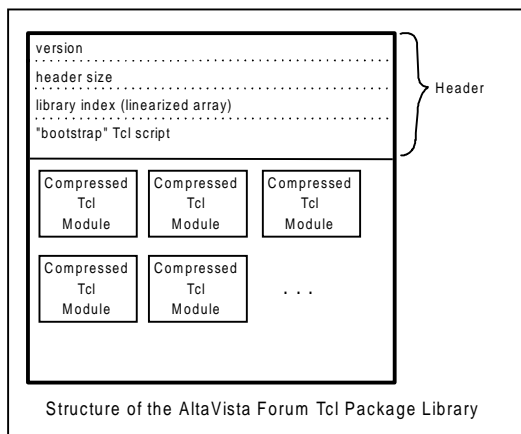 version
header size
library index (linearized array)
"bootstrap" Tcl script
Header
Compressed Tcl Module
Compressed Tcl Module
Compressed Tcl Module
Compressed Tcl Module
Compressed Tcl Module
. . .
Structure of the AltaVista Forum Tcl Package Library